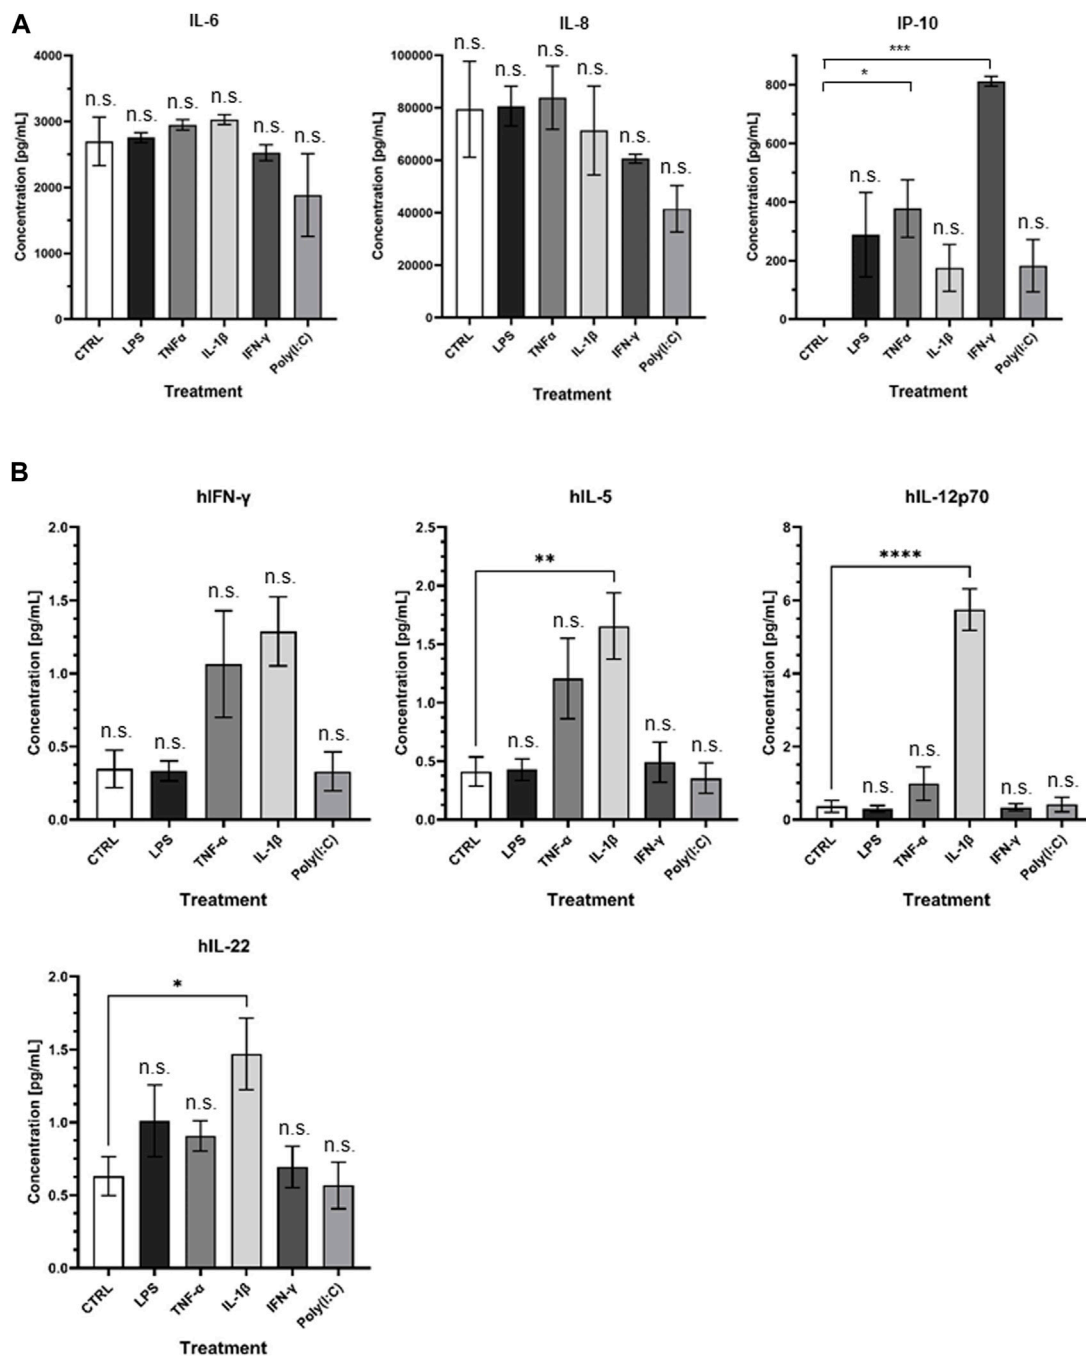 A
IL-6
Concentration [pg/mL]
4000
3000
2000
1000
0
n.s.
n.s.
n.s.
n.s.
n.s.
n.s.
CTRL
LPS
TNFα
IL-1β
IFN-γ
Poly(I:C)
Treatment
IL-8
Concentration [pg/mL]
100000
80000
60000
40000
20000
0
n.s.
n.s.
n.s.
n.s.
n.s.
n.s.
CTRL
LPS
TNFα
IL-1β
IFN-γ
Poly(I:C)
Treatment
IP-10
Concentration [pg/mL]
800
600
400
200
0
***
*
n.s.
n.s.
n.s.
CTRL
LPS
TNFα
IL-1β
IFN-γ
Poly(I:C)
Treatment
B
hIFN-γ
Concentration [pg/mL]
2.0
1.5
1.0
0.5
0.0
n.s.
n.s.
n.s.
n.s.
n.s.
CTRL
LPS
TNF-α
IL-1β
Poly(I:C)
Treatment
hIL-5
Concentration [pg/mL]
2.5
2.0
1.5
1.0
0.5
0.0
**
n.s.
n.s.
n.s.
n.s.
CTRL
LPS
TNF-α
IL-1β
IFN-γ
Poly(I:C)
Treatment
hIL-12p70
Concentration [pg/mL]
8
6
4
2
0
****
n.s.
n.s.
n.s.
n.s.
CTRL
LPS
TNF-α
IL-1β
IFN-γ
Poly(I:C)
Treatment
hIL-22
Concentration [pg/mL]
2.0
1.5
1.0
0.5
0.0
*
n.s.
n.s.
n.s.
n.s.
CTRL
LPS
TNF-α
IL-1β
IFN-γ
Poly(I:C)
Treatment